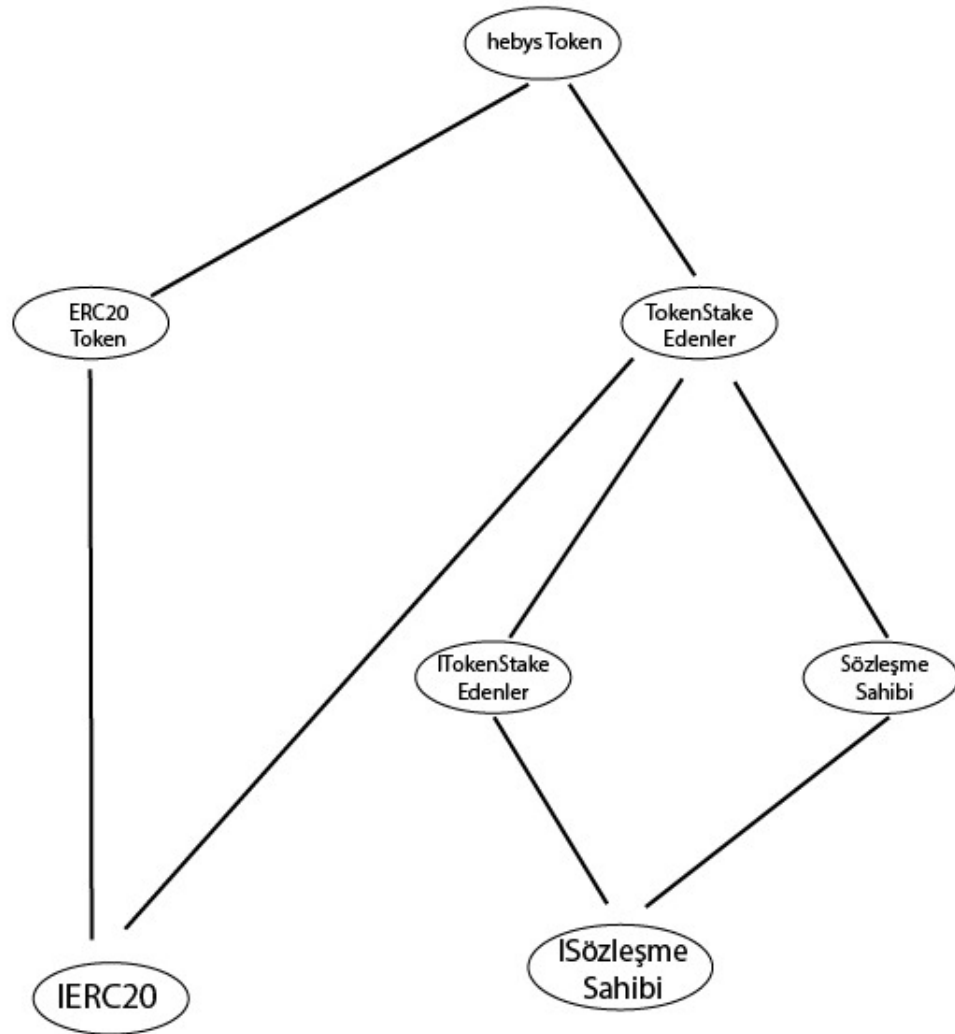 hebys Token
ERC20
Token
TokenStake
Edenler
ITokenStake
Edenler
Sözleşme
Sahibi
IERC20
ISözleşme
Sahibi